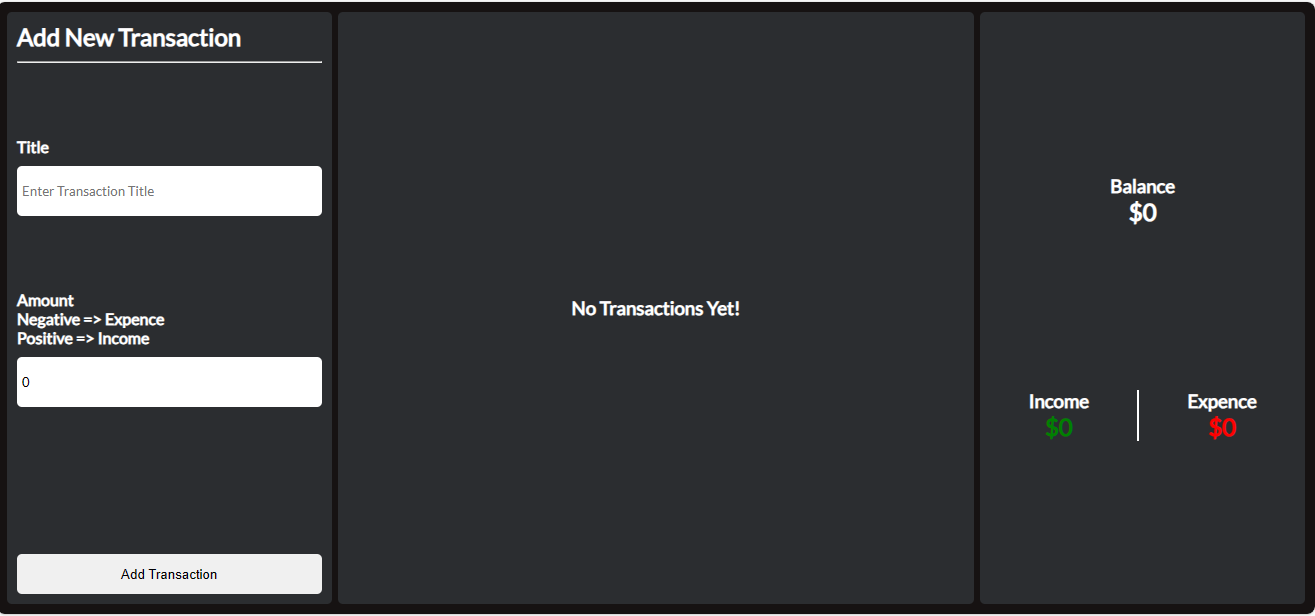 Add New Transaction
Title
Enter Transaction Title
Amount
Negative => Expence
Positive => Income
0
Add Transaction
No Transactions Yet!
Balance
$0
Income
$0
Expence
$0